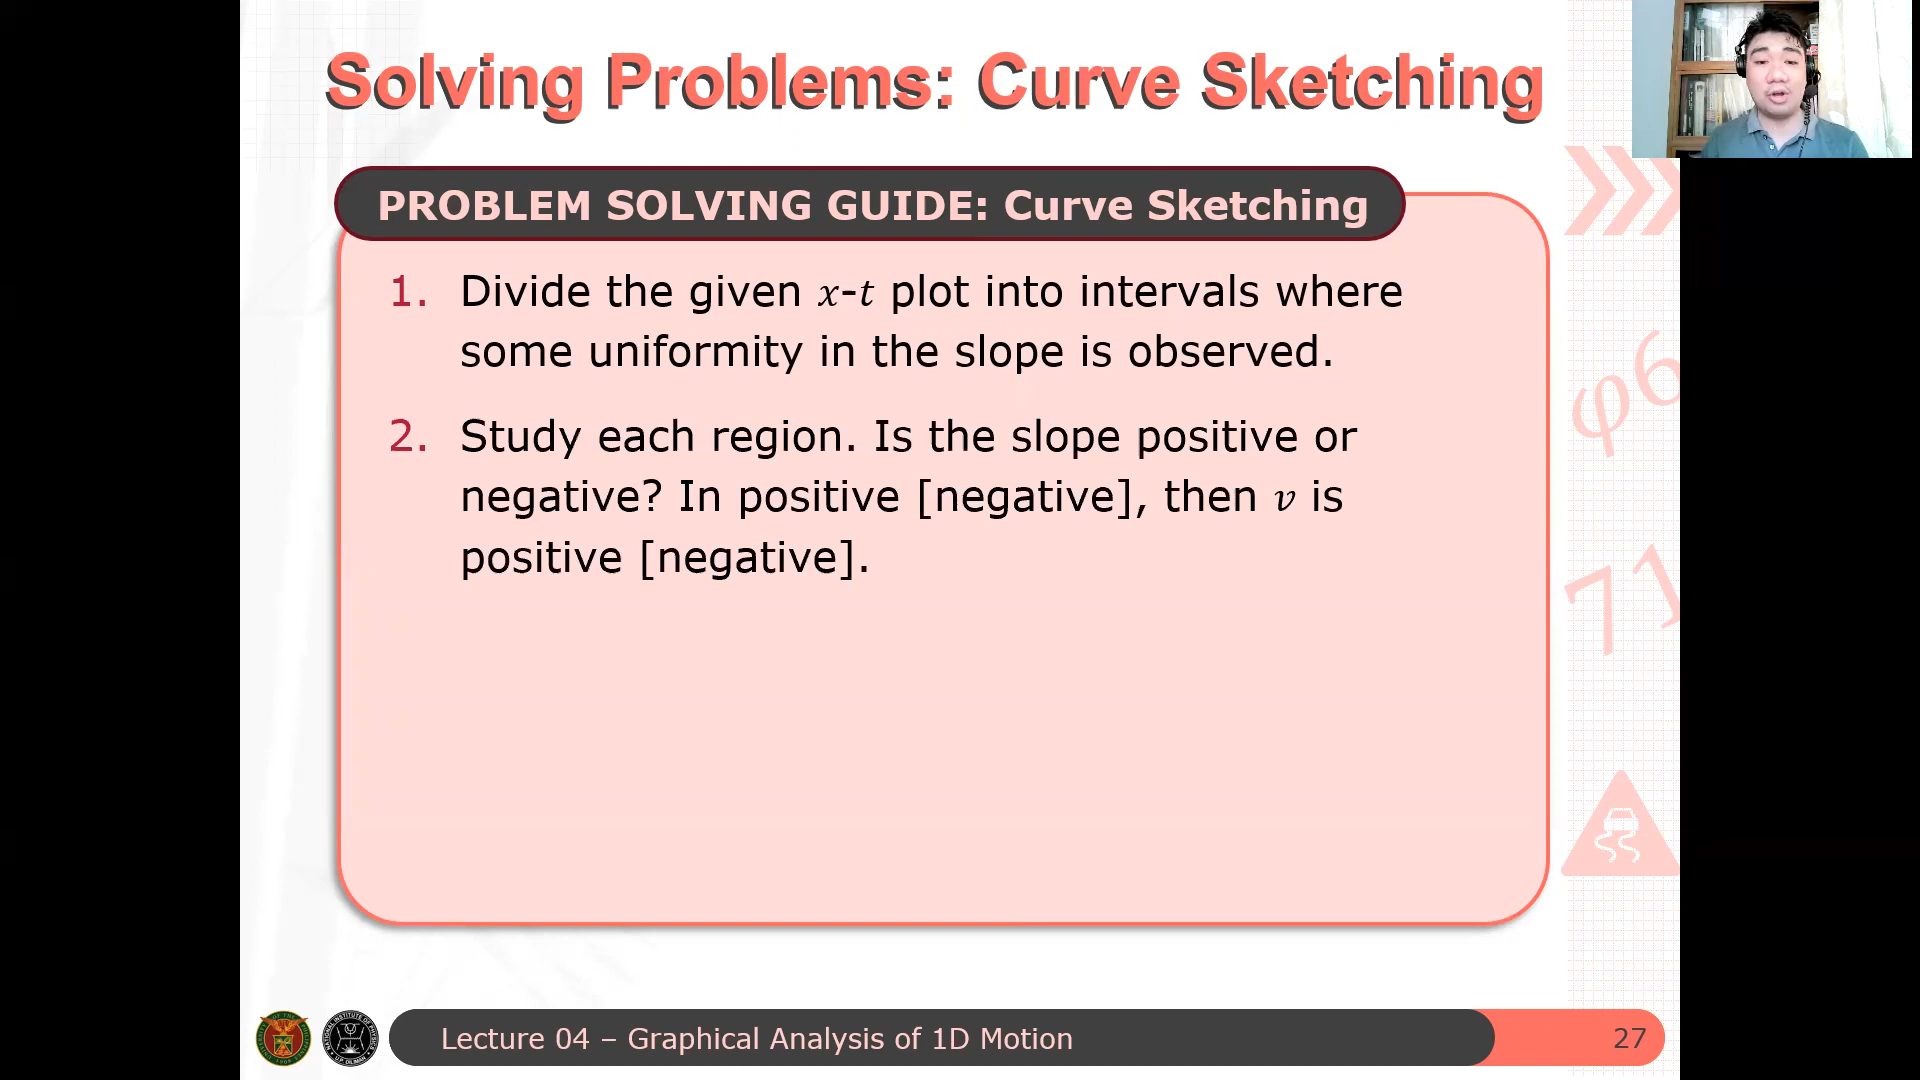 Solving Problems: Curve Sketching
PROBLEM SOLVING GUIDE: Curve Sketching
1. Divide the given x-t plot into intervals where
some uniformity in the slope is observed.
2. Study each region. Is the slope positive or
negative? In positive [negative], then v is
positive [negative].
φ6
71
Lecture 04 – Graphical Analysis of 1D Motion
27